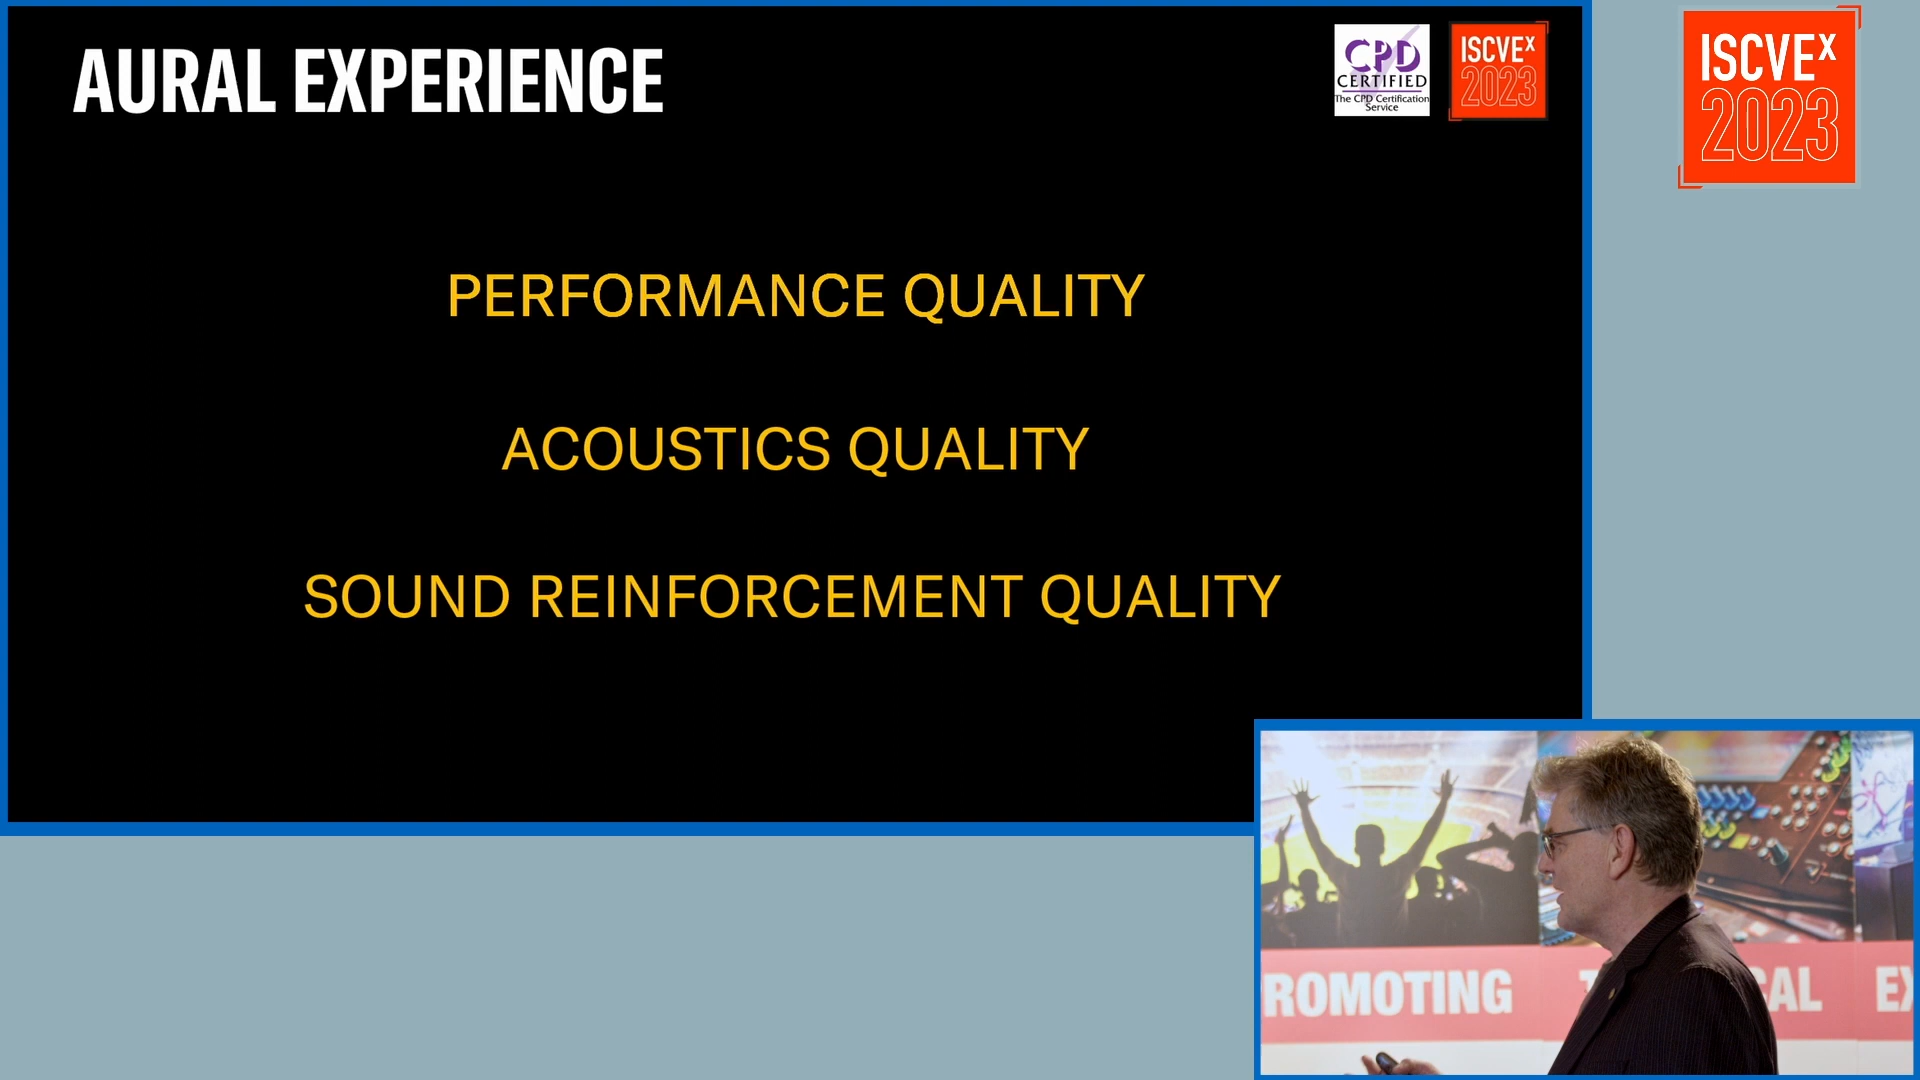 AURAL EXPERIENCE
CPD
CERTIFIED
The CPD Certification
Service
ISCVEx
2023
ISCVEx
2023
PERFORMANCE QUALITY
ACOUSTICS QUALITY
SOUND REINFORCEMENT QUALITY
ROMOTING
CAL
EX